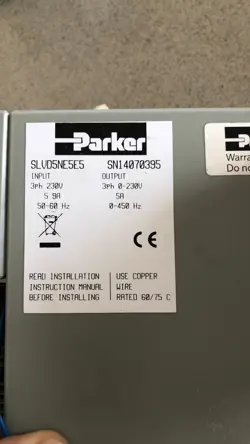 Parker
SLVD5NE5E5 SN14070395
INPUT OUTPUT
3ph 230V 3ph 0-230V
5 9A 5A
50-60 Hz 0-450 Hz
CE
READ INSTALLATION USE COPPER
INSTRUCTION MANUAL WIRE
BEFORE INSTALLING RATED 60/75 C
Warra
Do no